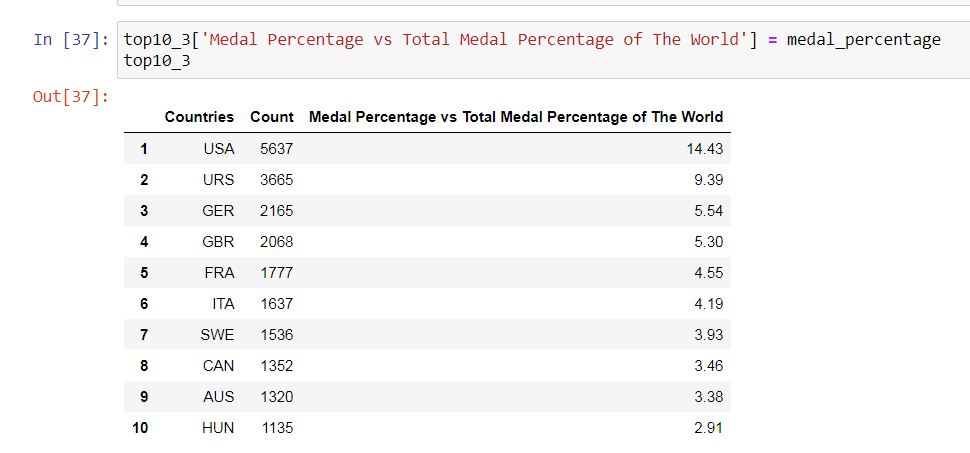 In [37]: top10_3['Medal Percentage vs Total Medal Percentage of The World'] = medal_percentage
top10_3
Out[37]:
Countries Count Medal Percentage vs Total Medal Percentage of The World
1 USA 5637 14.43
2 URS 3665 9.39
3 GER 2165 5.54
4 GBR 2068 5.30
5 FRA 1777 4.55
6 ITA 1637 4.19
7 SWE 1536 3.93
8 CAN 1352 3.46
9 AUS 1320 3.38
10 HUN 1135 2.91